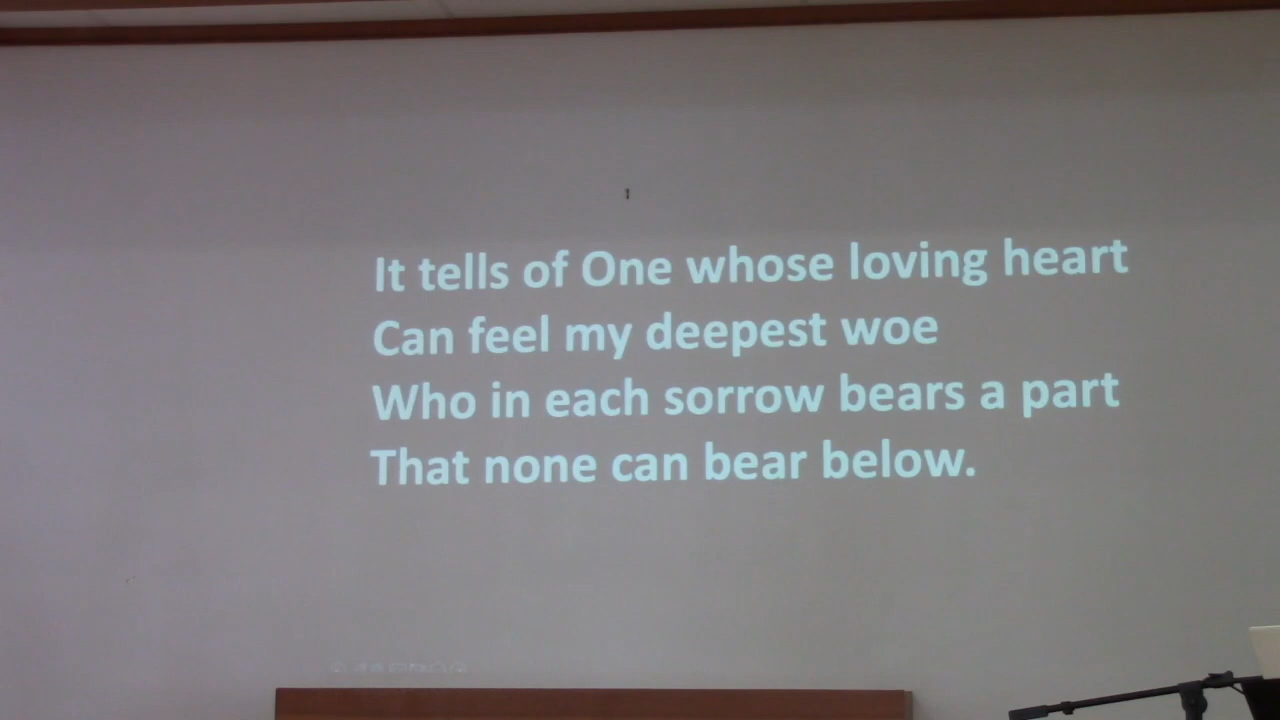 It tells of One whose loving heart
Can feel my deepest woe
Who in each sorrow bears a part
That none can bear below.